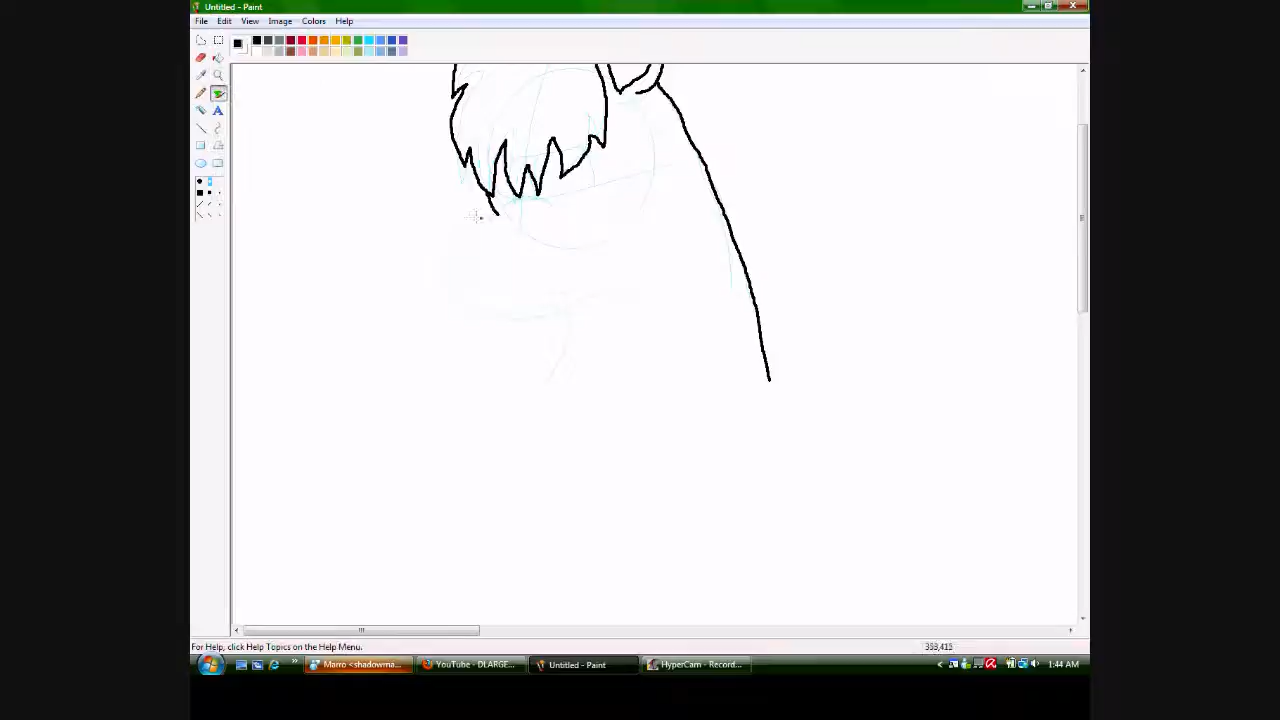 Untitled - Paint
File Edit View Image Colors Help
For Help, click Help Topics on the Help Menu.
353,415
Marro <shadowma...
YouTube - DLARGE...
Untitled - Paint
HyperCam - Record...
1:44 AM